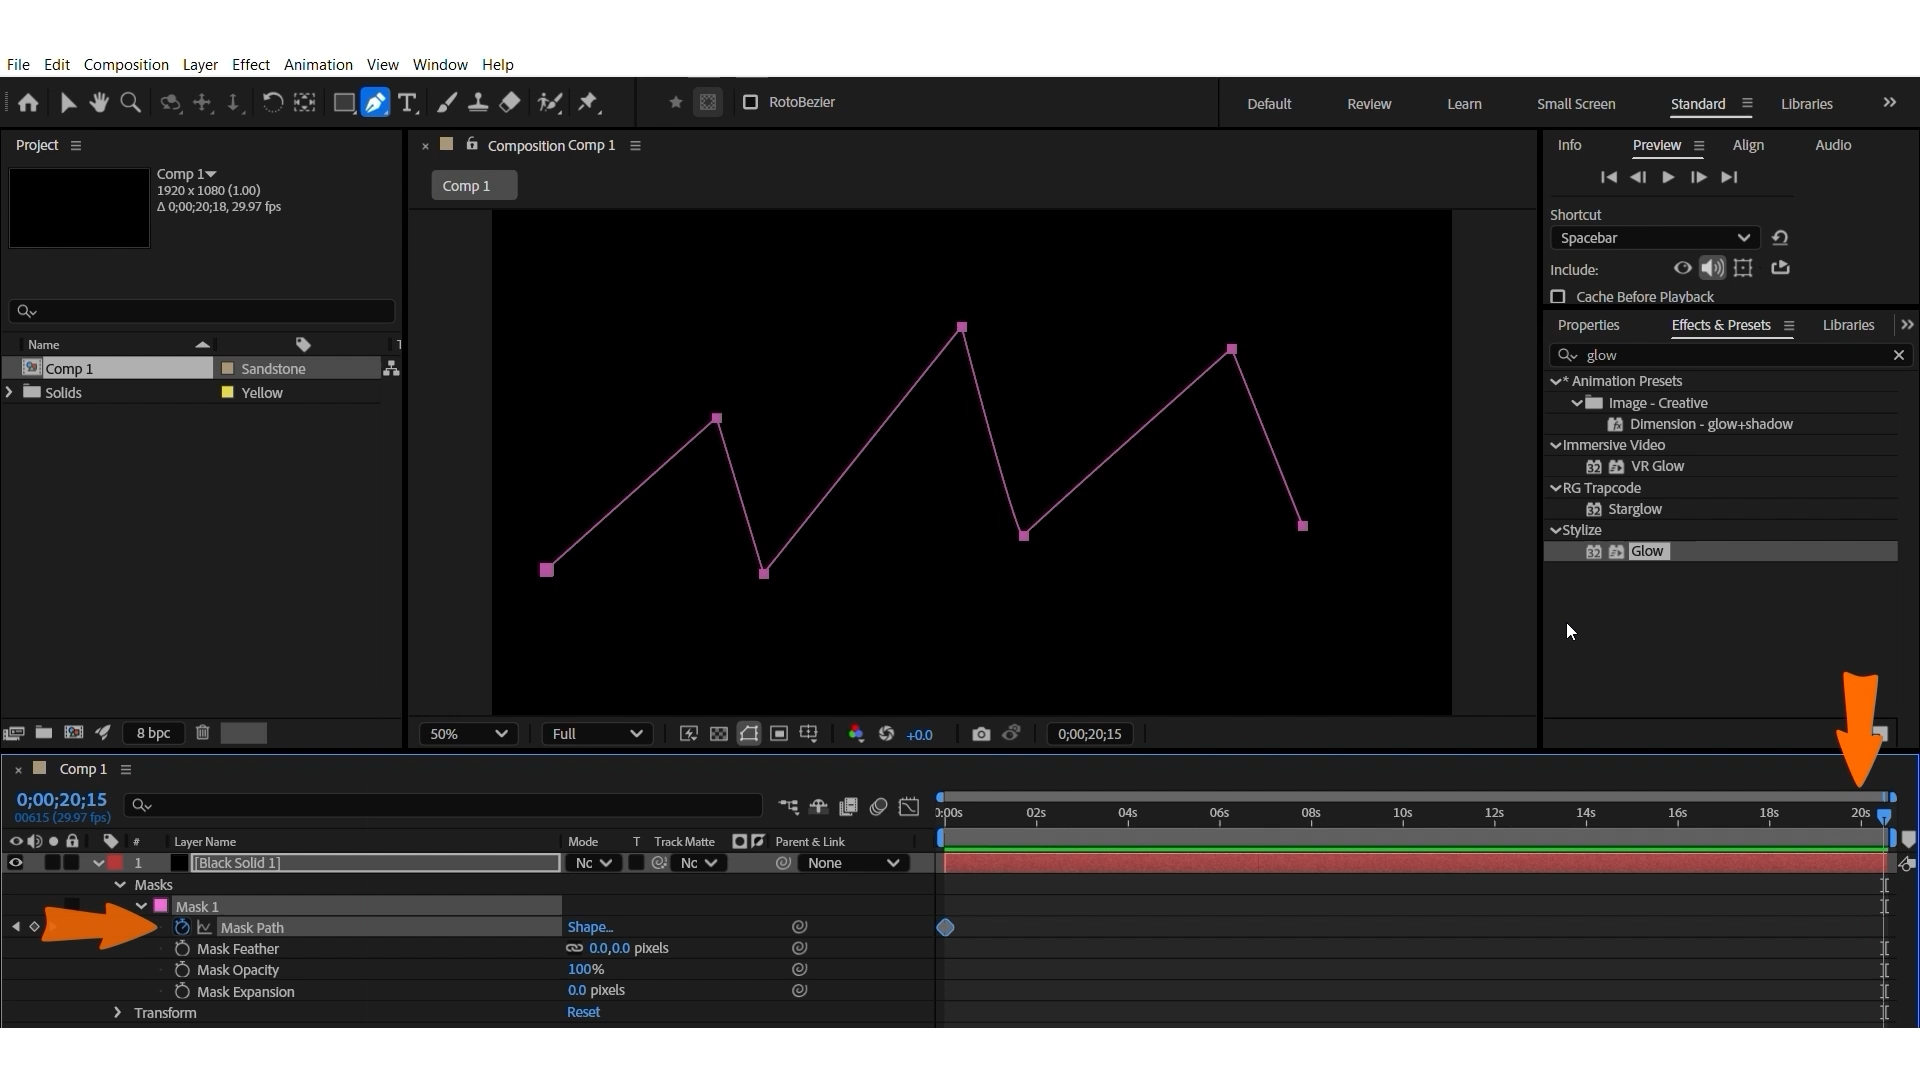 File Edit Composition Layer Effect Animation View Window Help
RotoBezier
Default Review Learn Small Screen Standard Libraries
Project
Comp 1
1920 x 1080 (1.00)
Δ 0;00;20;18, 29.97 fps
Name
Comp 1 Sandstone
Solids Yellow
8 bpc
Composition Comp 1
Comp 1
50% Full +0.0 0;00;20;15
Info Preview Align Audio
Shortcut
Spacebar
Include:
Cache Before Playback
Properties Effects & Presets Libraries
glow
* Animation Presets
Image - Creative
Dimension - glow+shadow
Immersive Video
32 VR Glow
RG Trapcode
32 Starglow
Stylize
32 Glow
Comp 1
0;00;20;15
00615 (29.97 fps)
0:00s 02s 04s 06s 08s 10s 12s 14s 16s 18s 20s
# Layer Name Mode T Track Matte Parent & Link
1 [Black Solid 1] Nc Nc None
Masks
Mask 1
Mask Path Shape...
Mask Feather 0.0,0.0 pixels
Mask Opacity 100%
Mask Expansion 0.0 pixels
Transform Reset